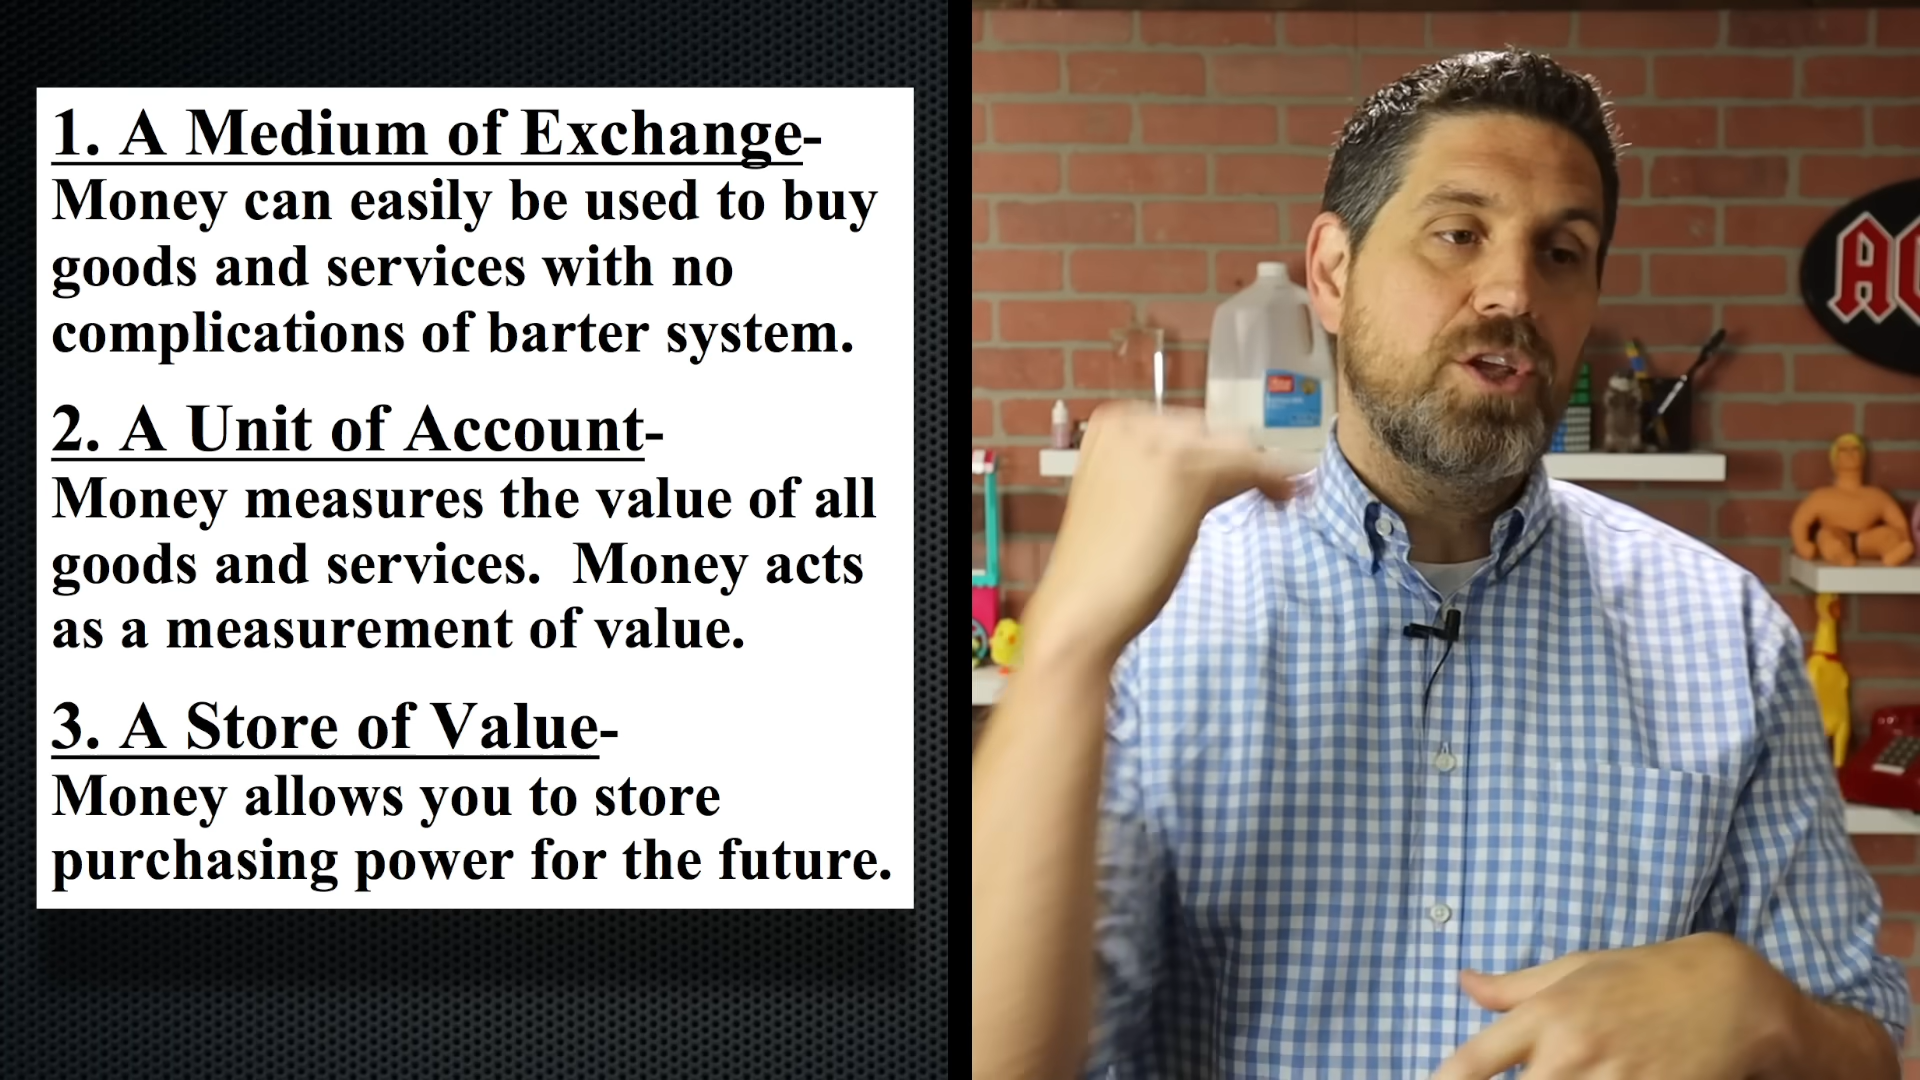 1. A Medium of Exchange-
Money can easily be used to buy
goods and services with no
complications of barter system.
2. A Unit of Account-
Money measures the value of all
goods and services.  Money acts
as a measurement of value.
3. A Store of Value-
Money allows you to store
purchasing power for the future.
AC